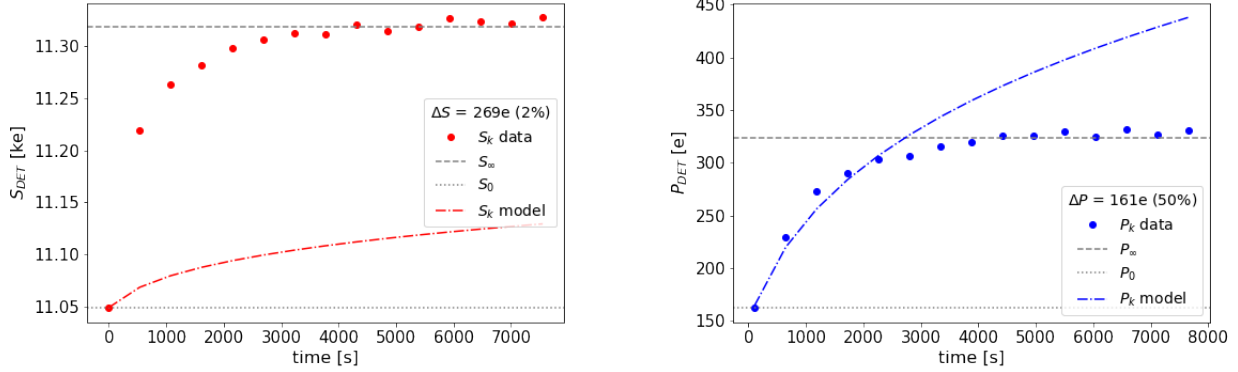 11.30
11.25
11.20
11.15
11.10
11.05
S_DET [ke]
0 1000 2000 3000 4000 5000 6000 7000
time [s]
ΔS = 269e (2%)
S_k data
S_∞
S_0
S_k model
450
400
350
300
250
200
150
P_DET [e]
0 1000 2000 3000 4000 5000 6000 7000 8000
time [s]
ΔP = 161e (50%)
P_k data
P_∞
P_0
P_k model